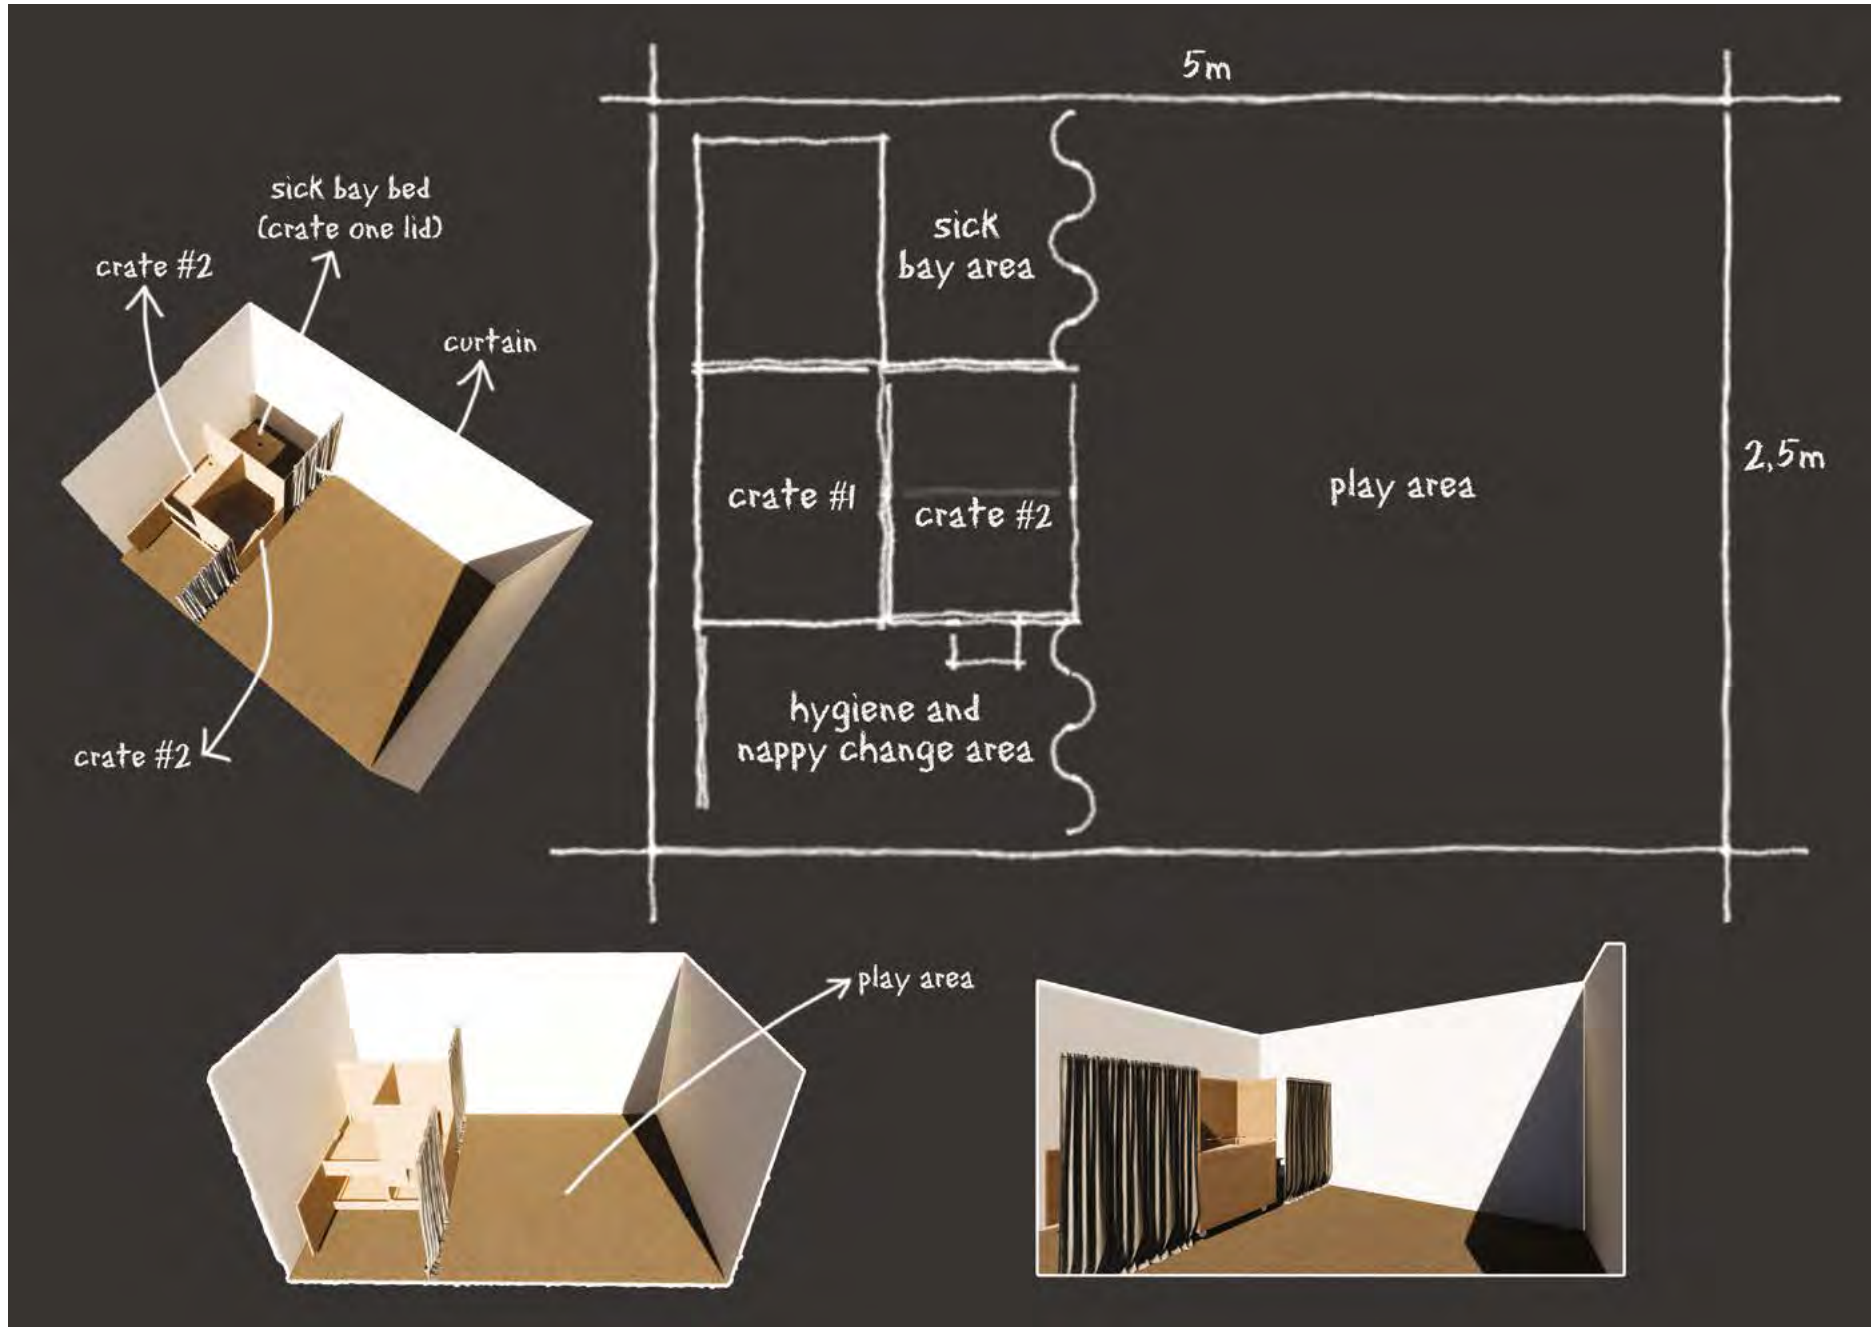 5m
sick bay bed
(crate one lid)
crate #2
curtain
sick
bay area
2,5m
crate #1
crate #2
play area
hygiene and
nappy change area
crate #2
play area